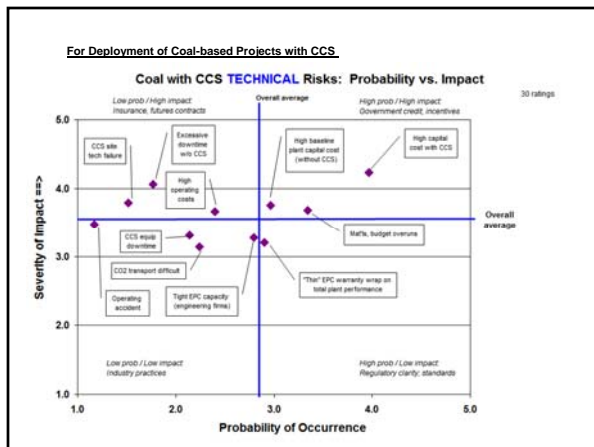 For Deployment of Coal-based Projects with CCS
Coal with CCS TECHNICAL Risks: Probability vs. Impact
30 ratings
Low prob / High impact:
Insurance, futures contracts
Overall average
High prob / High impact:
Government credit, incentives
5.0
4.0
3.0
2.0
1.0
Severity of Impact ==>
CCS site
tech failure
Excessive
downtime
w/o CCS
High
operating
costs
High baseline
plant capital cost
(without CCS)
High capital
cost with CCS
Overall
average
CCS equip
downtime
Mat'ls, budget overuns
CO2 transport difficult
Operating
accident
Tight EPC capacity
(engineering firms)
"Thin" EPC warranty wrap on
total plant performance
Low prob / Low impact:
Industry practices
High prob / Low impact:
Regulatory clarity, standards
1.0
2.0
3.0
4.0
5.0
Probability of Occurrence